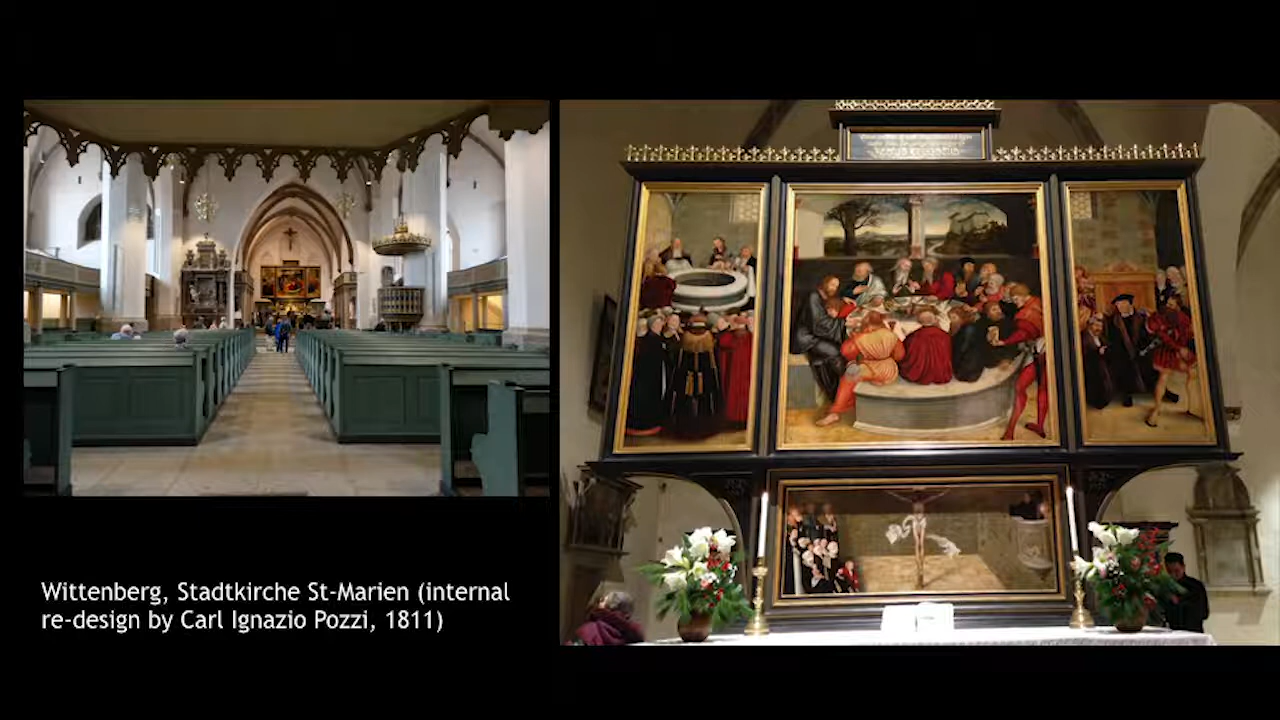 Wittenberg, Stadtkirche St-Marien (internal
re-design by Carl Ignazio Pozzi, 1811)